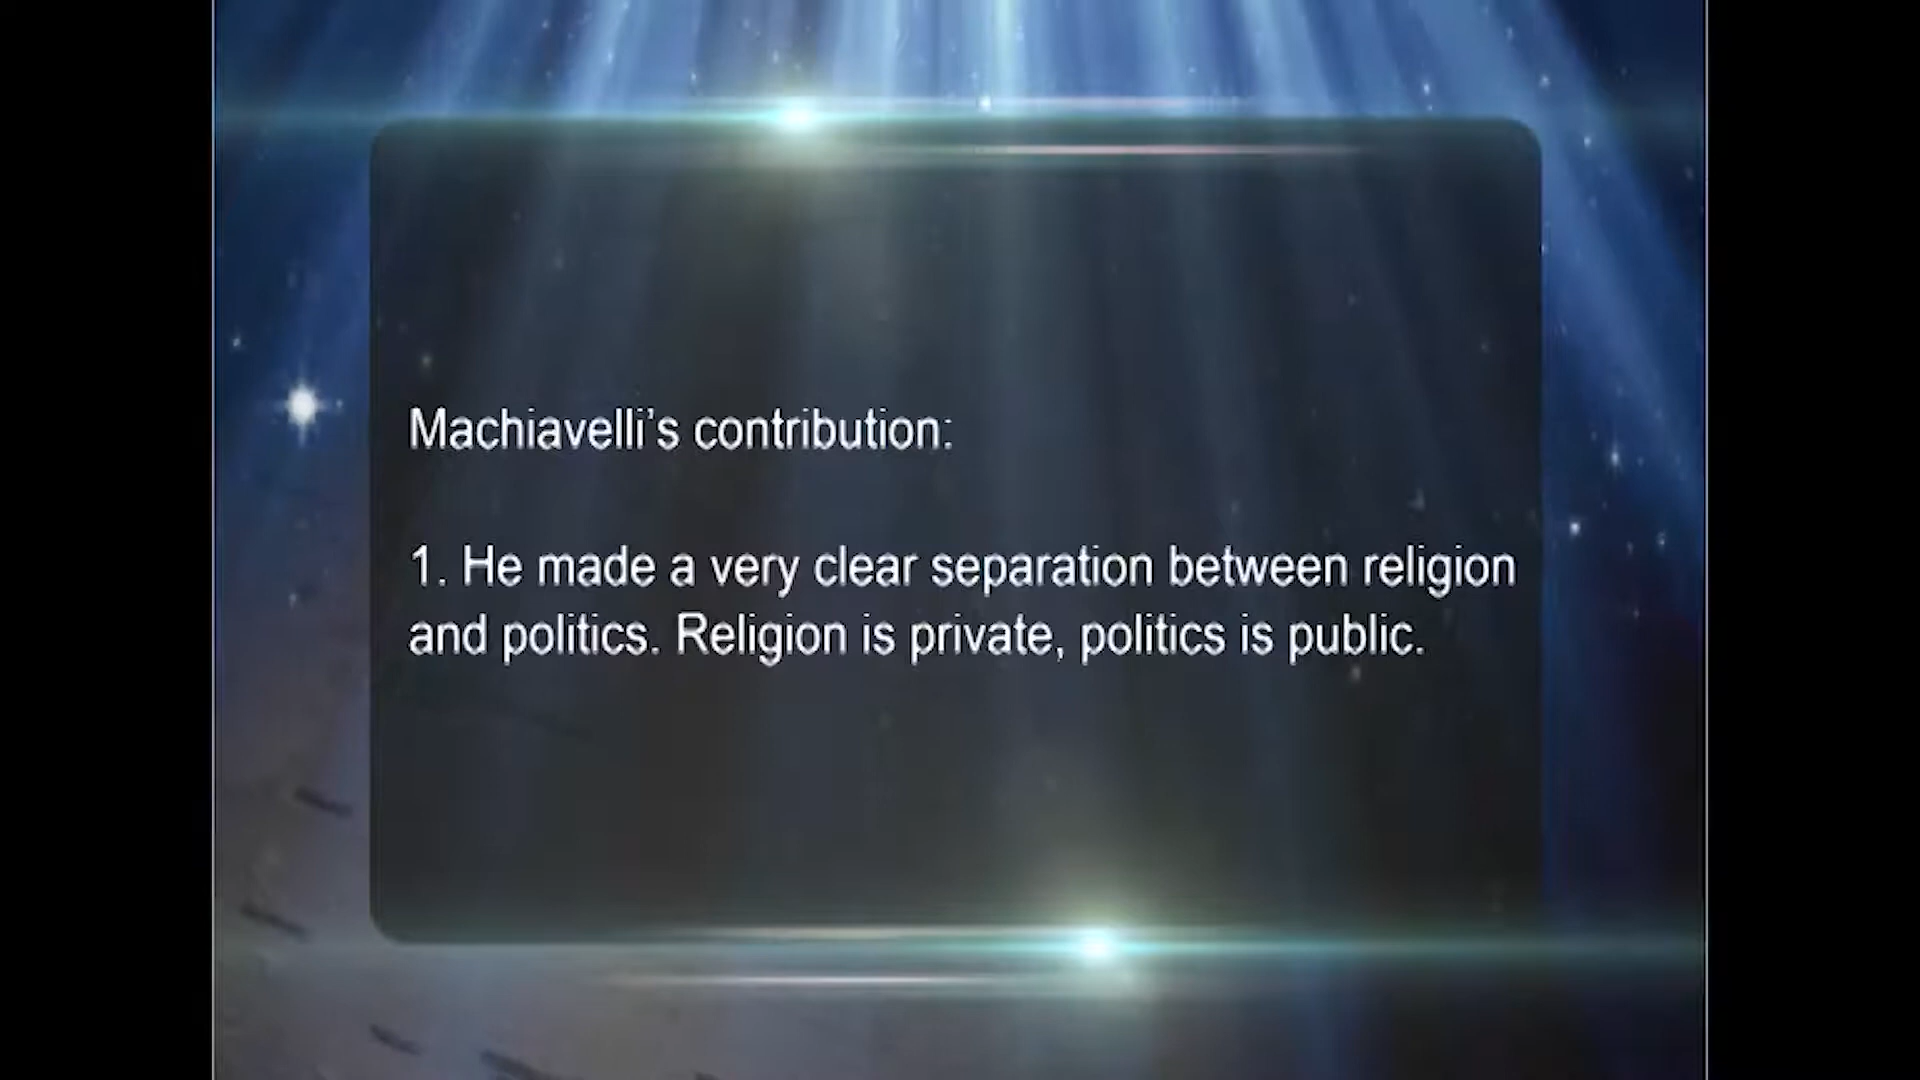 Machiavelli’s contribution:
1. He made a very clear separation between religion
and politics. Religion is private, politics is public.